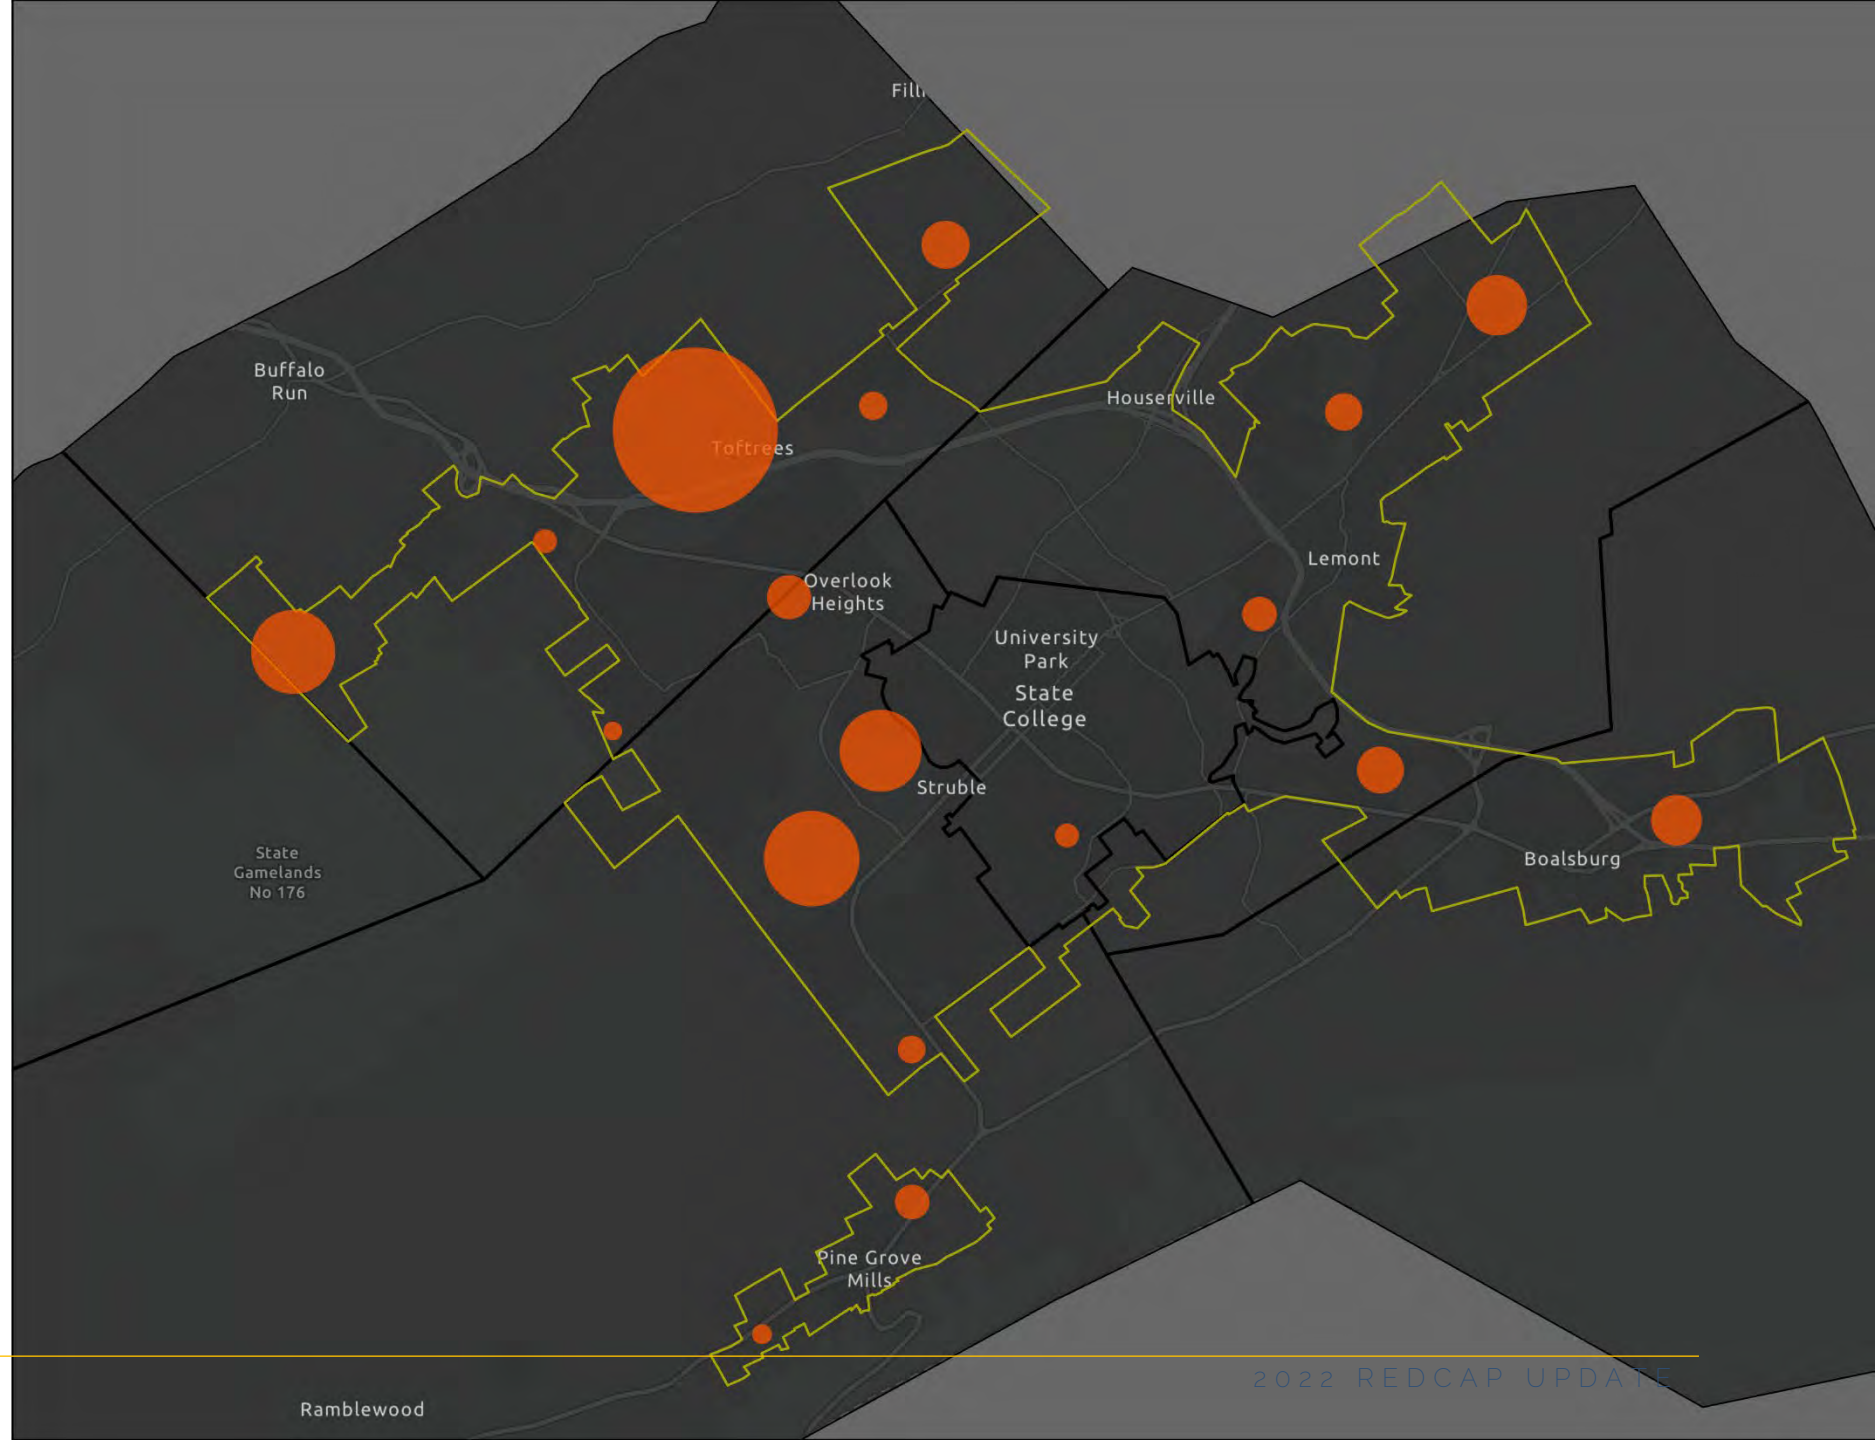 Buffalo
Run
Toftrees
Houserville
Lemont
Overlook
Heights
University
Park
State
College
Struble
State
Gamelands
No 176
Boalsburg
Pine Grove
Mills
Ramblewood
2022 REDCAP UPDATE